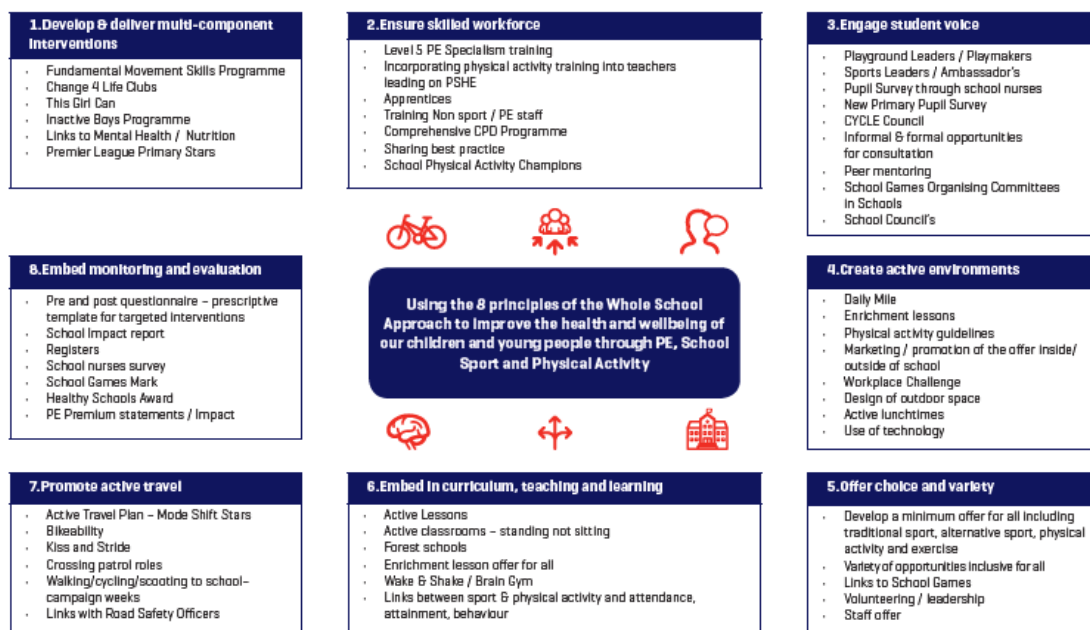 1.Develop & deliver multi-component
Interventions
· Fundamental Movement Skills Programme
· Change 4 Life Clubs
· This Girl Can
· Inactive Boys Programme
· Links to Mental Health / Nutrition
· Premier League Primary Stars
2.Ensure skilled workforce
· Level 5 PE Specialism training
· Incorporating physical activity training into teachers
leading on PSHE
· Apprentices
· Training Non sport / PE staff
· Comprehensive CPD Programme
· Sharing best practice
· School Physical Activity Champions
3.Engage student voice
· Playground Leaders / Playmakers
· Sports Leaders / Ambassador's
· Pupil Survey through school nurses
· New Primary Pupil Survey
· CYCLE Council
· Informal & formal opportunities
for consultation
· Peer mentoring
· School Games Organising Committees
in Schools
· School Council's
8.Embed monitoring and evaluation
· Pre and post questionnaire – prescriptive
template for targeted interventions
· School Impact report
· Registers
· School nurses survey
· School Games Mark
· Healthy Schools Award
· PE Premium statements / Impact
Using the 8 principles of the Whole School
Approach to improve the health and wellbeing of
our children and young people through PE, School
Sport and Physical Activity
4.Create active environments
· Daily Mile
· Enrichment lessons
· Physical activity guidelines
· Marketing / promotion of the offer inside/
outside of school
· Workplace Challenge
· Design of outdoor space
· Active lunchtimes
· Use of technology
7.Promote active travel
· Active Travel Plan – Mode Shift Stars
· Bikeability
· Kiss and Stride
· Crossing patrol roles
· Walking/cycling/scooting to school-
campaign weeks
· Links with Road Safety Officers
6.Embed in curriculum, teaching and learning
· Active Lessons
· Active classrooms – standing not sitting
· Forest schools
· Enrichment lesson offer for all
· Wake & Shake / Brain Gym
· Links between sport & physical activity and attendance,
attainment, behaviour
5.Offer choice and variety
· Develop a minimum offer for all including
traditional sport, alternative sport, physical
activity and exercise
· Variety of opportunities inclusive for all
· Links to School Games
· Volunteering / leadership
· Staff offer